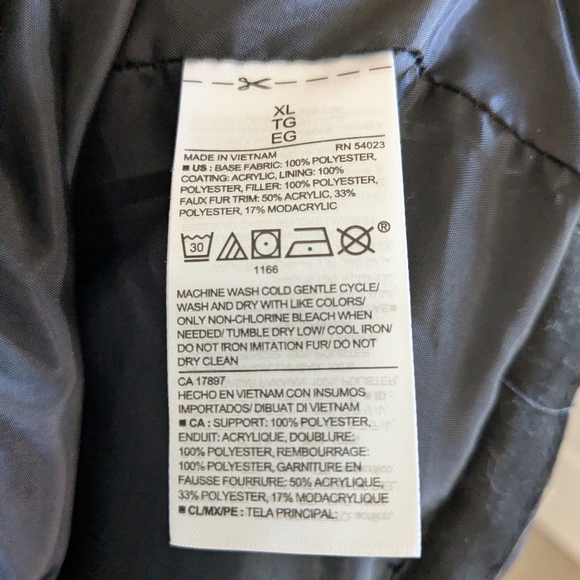 XL
TG
EG
MADE IN VIETNAM RN 54023
■ US : BASE FABRIC: 100% POLYESTER,
COATING: ACRYLIC, LINING: 100%
POLYESTER, FILLER: 100% POLYESTER,
FAUX FUR TRIM: 50% ACRYLIC, 33%
POLYESTER, 17% MODACRYLIC
30
®
1166
MACHINE WASH COLD GENTLE CYCLE/
WASH AND DRY WITH LIKE COLORS/
ONLY NON-CHLORINE BLEACH WHEN
NEEDED/ TUMBLE DRY LOW/ COOL IRON/
DO NOT IRON IMITATION FUR/ DO NOT
DRY CLEAN
CA 17897
HECHO EN VIETNAM CON INSUMOS
IMPORTADOS/ DIBUAT DI VIETNAM
■ CA : SUPPORT: 100% POLYESTER,
ENDUIT: ACRYLIQUE, DOUBLURE:
100% POLYESTER, REMBOURRAGE:
100% POLYESTER, GARNITURE EN
FAUSSE FOURRURE: 50% ACRYLIQUE,
33% POLYESTER, 17% MODACRYLIQUE
■ CL/MX/PE : TELA PRINCIPAL: